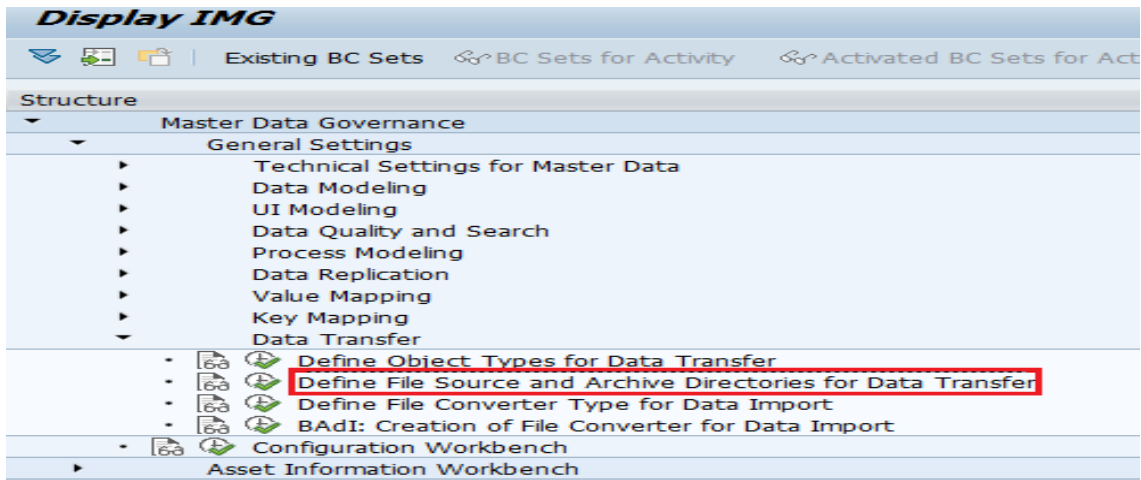 Display IMG
Existing BC Sets BC Sets for Activity Activated BC Sets for Act
Structure
Master Data Governance
General Settings
Technical Settings for Master Data
Data Modeling
UI Modeling
Data Quality and Search
Process Modeling
Data Replication
Value Mapping
Key Mapping
Data Transfer
Define Object Types for Data Transfer
Define File Source and Archive Directories for Data Transfer
Define File Converter Type for Data Import
BAdI: Creation of File Converter for Data Import
Configuration Workbench
Asset Information Workbench